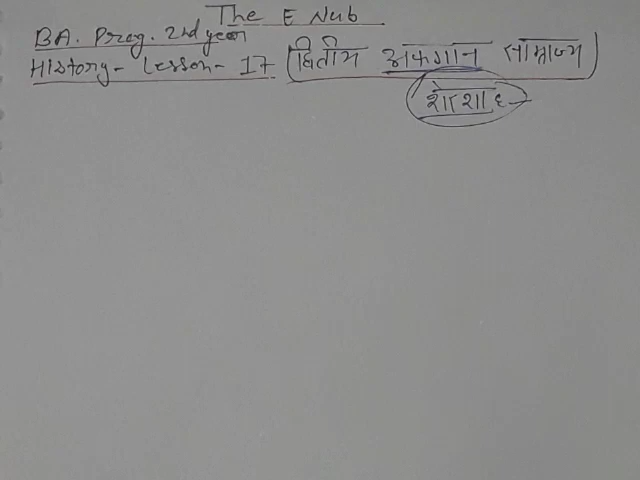 The E Nub
BA. Prog. 2nd year
History- Lesson- 17 (द्वितीय अफगान साम्राज्य)
शेरशाह